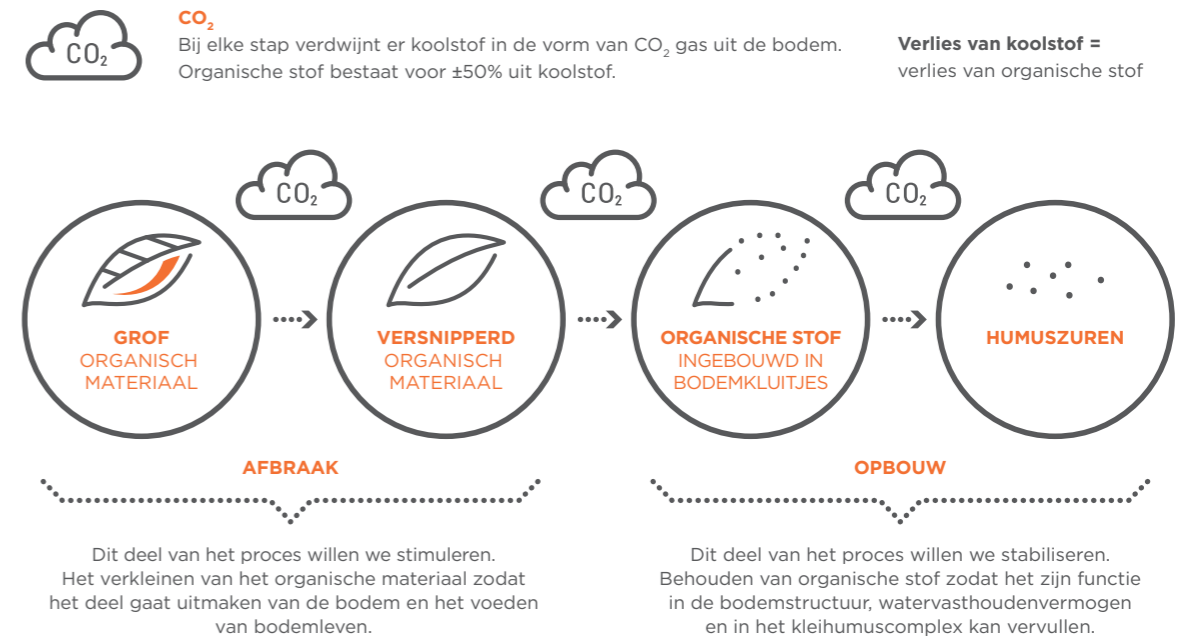 CO₂
CO₂
Bij elke stap verdwijnt er koolstof in de vorm van CO₂ gas uit de bodem.
Organische stof bestaat voor ±50% uit koolstof.
Verlies van koolstof =
verlies van organische stof
CO₂
CO₂
CO₂
GROF
ORGANISCH
MATERIAAL
VERSNIPPERD
ORGANISCH
MATERIAAL
ORGANISCHE STOF
INGEBOUWD IN
BODEMKLUITJES
HUMUSZUREN
AFBRAAK
Dit deel van het proces willen we stimuleren.
Het verkleinen van het organische materiaal zodat
het deel gaat uitmaken van de bodem en het voeden
van bodemleven.
OPBOUW
Dit deel van het proces willen we stabiliseren.
Behouden van organische stof zodat het zijn functie
in de bodemstructuur, watervasthoudenvermogen
en in het kleihumuscomplex kan vervullen.